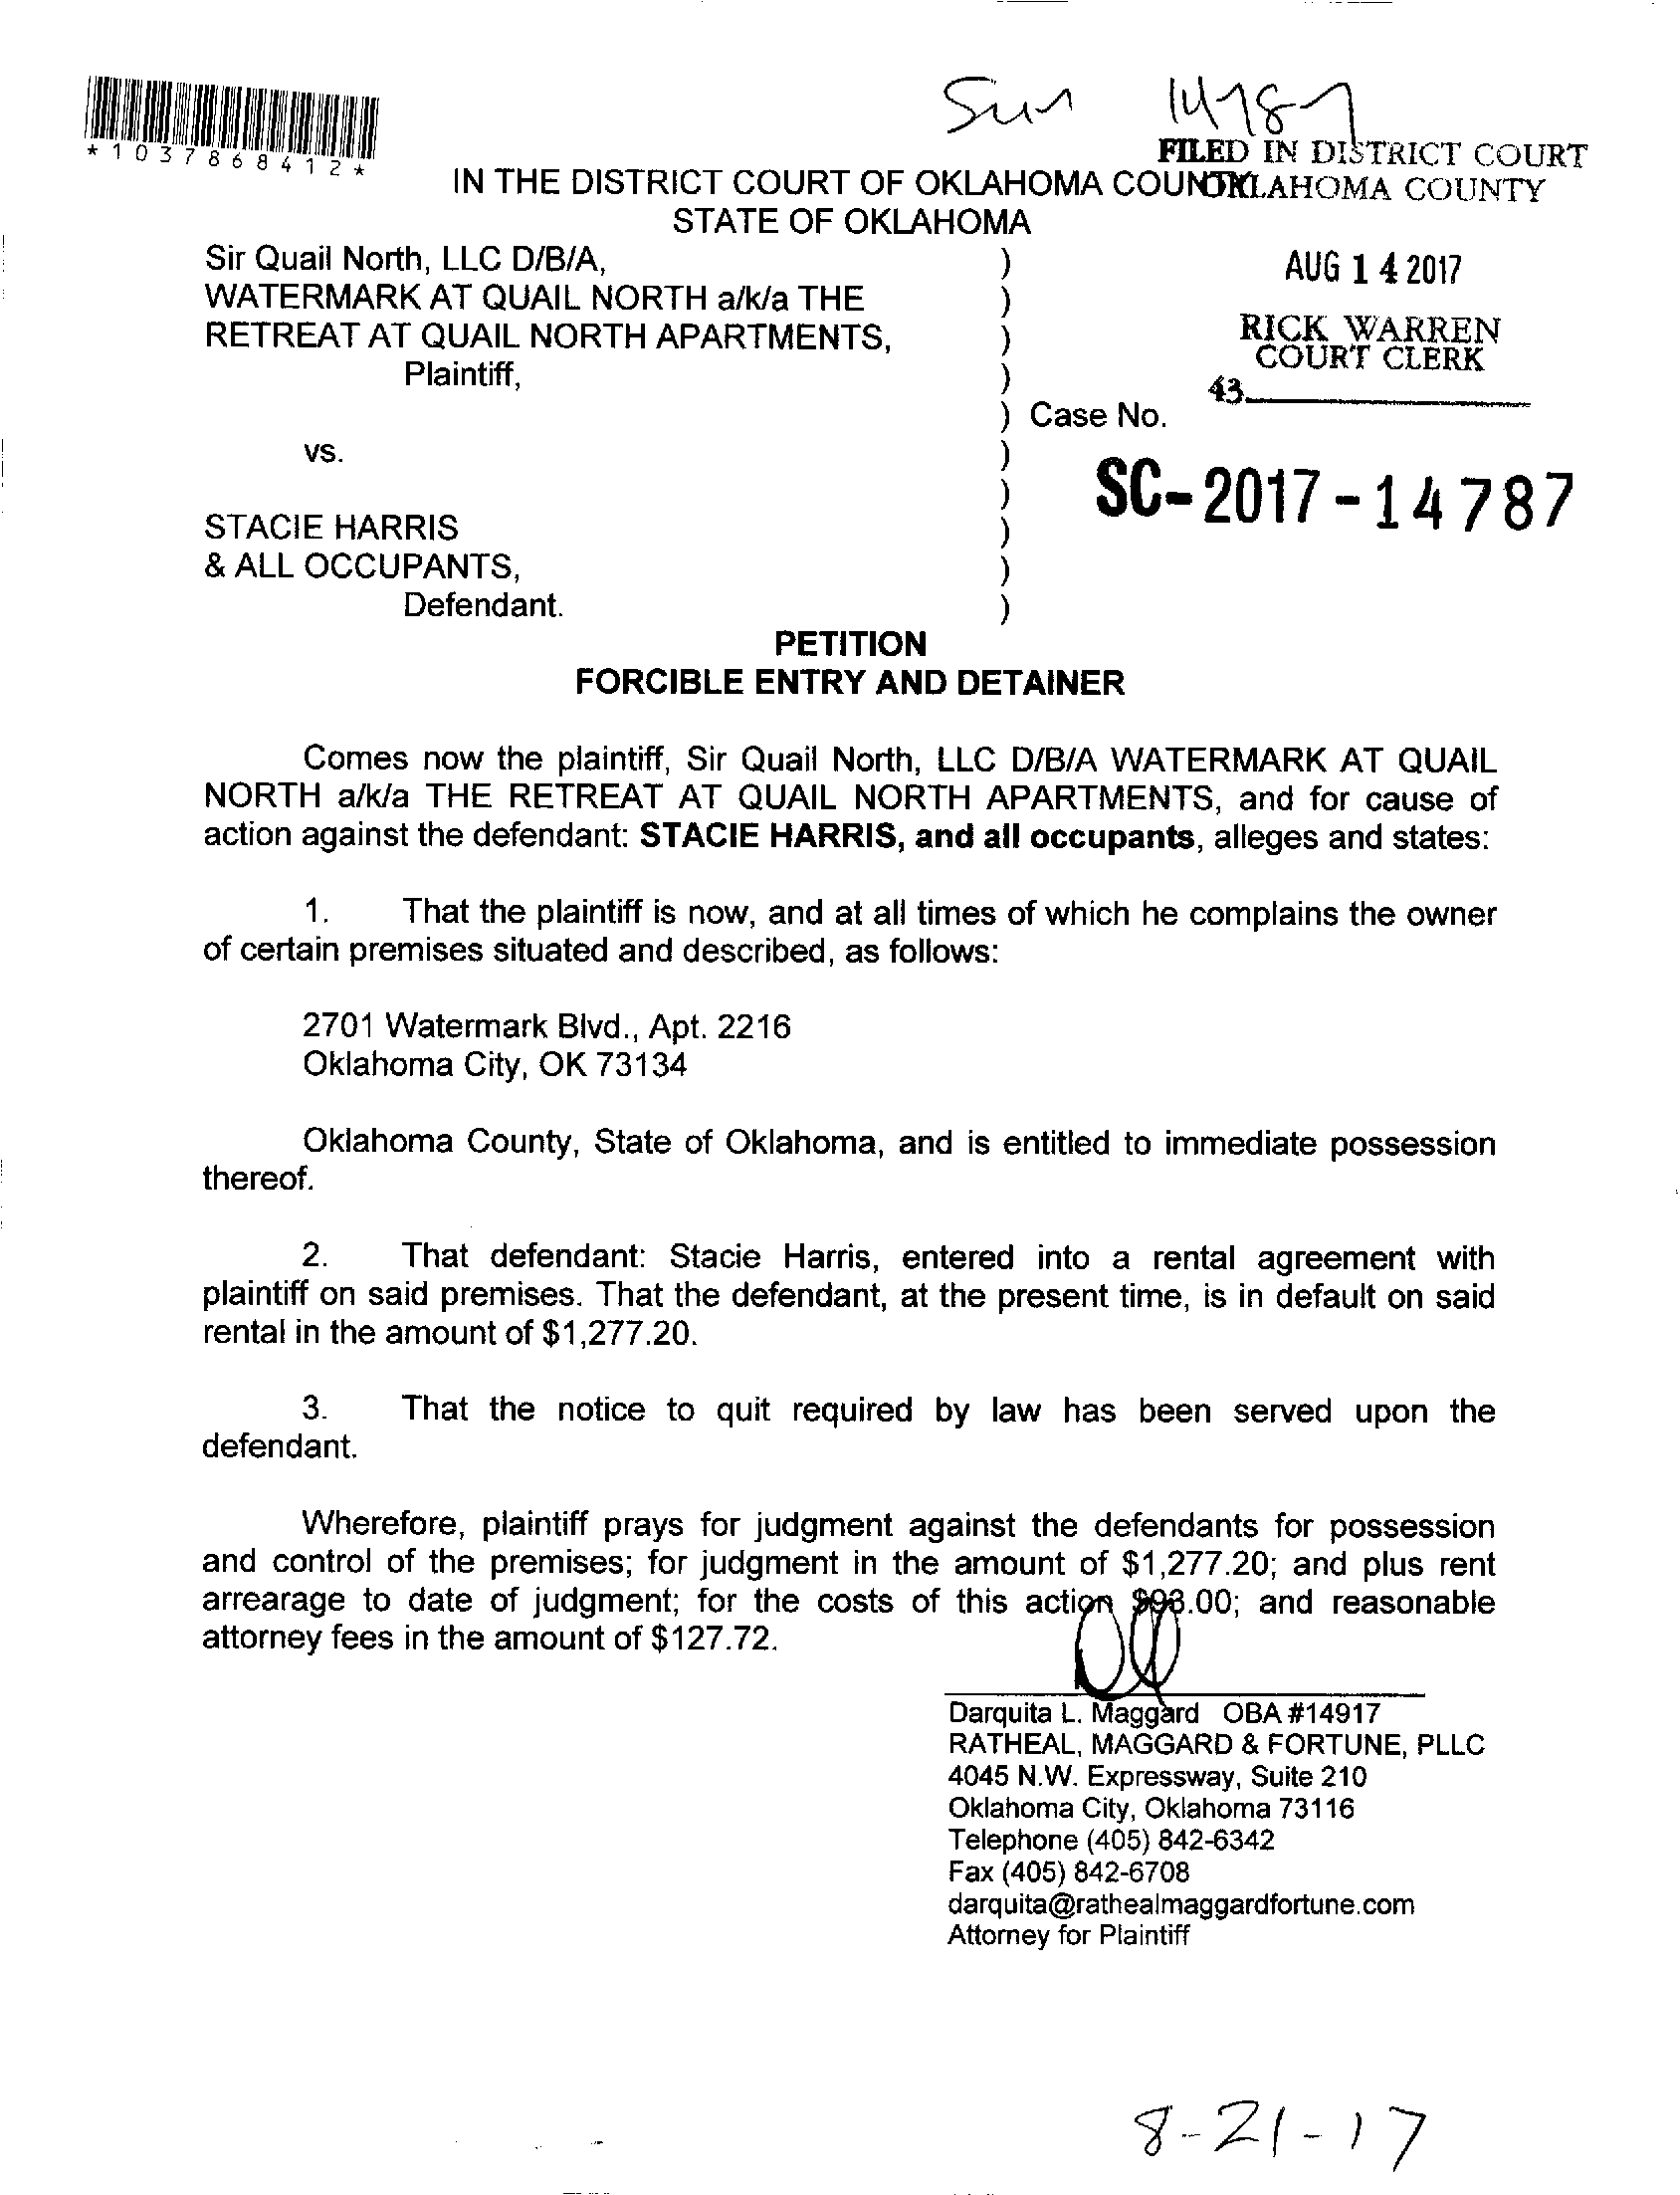 Sur 14787
*1037868412*
FILED IN DISTRICT COURT
OKLAHOMA COUNTY
IN THE DISTRICT COURT OF OKLAHOMA COUNTY
STATE OF OKLAHOMA
Sir Quail North, LLC D/B/A, )
WATERMARK AT QUAIL NORTH a/k/a THE )
RETREAT AT QUAIL NORTH APARTMENTS, )
Plaintiff, )
AUG 14 2017
RICK WARREN
COURT CLERK
43
) Case No.
vs. )
)
SC-2017-14787
STACIE HARRIS )
& ALL OCCUPANTS, )
Defendant. )
PETITION
FORCIBLE ENTRY AND DETAINER
Comes now the plaintiff, Sir Quail North, LLC D/B/A WATERMARK AT QUAIL
NORTH a/k/a THE RETREAT AT QUAIL NORTH APARTMENTS, and for cause of
action against the defendant: STACIE HARRIS, and all occupants, alleges and states:
1. That the plaintiff is now, and at all times of which he complains the owner
of certain premises situated and described, as follows:
2701 Watermark Blvd., Apt. 2216
Oklahoma City, OK 73134
Oklahoma County, State of Oklahoma, and is entitled to immediate possession
thereof.
2. That defendant: Stacie Harris, entered into a rental agreement with
plaintiff on said premises. That the defendant, at the present time, is in default on said
rental in the amount of $1,277.20.
3. That the notice to quit required by law has been served upon the
defendant.
Wherefore, plaintiff prays for judgment against the defendants for possession
and control of the premises; for judgment in the amount of $1,277.20; and plus rent
arrearage to date of judgment; for the costs of this action $93.00; and reasonable
attorney fees in the amount of $127.72.
Darquita L. Maggard OBA #14917
RATHEAL, MAGGARD & FORTUNE, PLLC
4045 N.W. Expressway, Suite 210
Oklahoma City, Oklahoma 73116
Telephone (405) 842-6342
Fax (405) 842-6708
darquita@rathealmaggardfortune.com
Attorney for Plaintiff
8-21-17